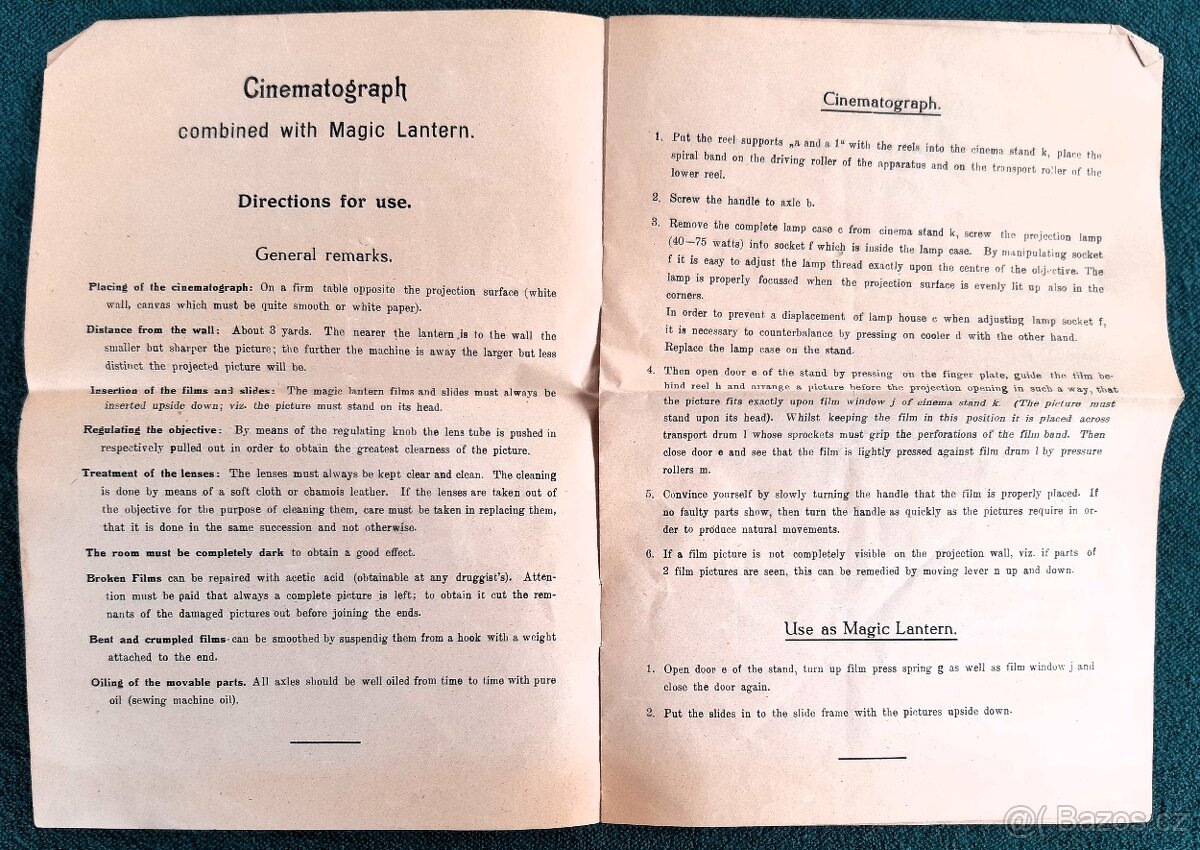 Cinematograph
combined with Magic Lantern.
Directions for use.
General remarks.
Placing of the cinematograph: On a firm table opposite the projection surface (white
wall, canvas which must be quite smooth or white paper).
Distance from the wall: About 3 yards. The nearer the lantern is to the wall the
smaller but sharper the picture; the further the machine is away the larger but less
distinct the projected picture will be.
Insertion of the films and slides: The magic lantern films and slides must always be
inserted upside down; viz. the picture must stand on its head.
Regulating the objective: By means of the regulating knob the lens tube is pushed in
respectively pulled out in order to obtain the greatest clearness of the picture.
Treatment of the lenses: The lenses must always be kept clear and clean. The cleaning
is done by means of a soft cloth or chamois leather. If the lenses are taken out of
the objective for the purpose of cleaning them, care must be taken in replacing them,
that it is done in the same succession and not otherwise.
The room must be completely dark to obtain a good effect.
Broken Films can be repaired with acetic acid (obtainable at any druggist's). Atten-
tion must be paid that always a complete picture is left; to obtain it cut the rem-
nants of the damaged pictures out before joining the ends.
Beat and crumpled films can be smoothed by suspendig them from a hook with a weight
attached to the end.
Oiling of the movable parts. All axles should be well oiled from time to time with pure
oil (sewing machine oil).
Cinematograph.
1. Put the reel supports „a and a 1" with the reels into the cinema stand k, place the
spiral band on the driving roller of the apparatus and on the transport roller of the
lower reel.
2. Screw the handle to axle b.
3. Remove the complete lamp case c from cinema stand k, screw the projection lamp
(40—75 watts) into socket f which is inside the lamp case. By manipulating socket
f it is easy to adjust the lamp thread exactly upon the centre of the objective. The
lamp is properly focussed when the projection surface is evenly lit up also in the
corners.
In order to prevent a displacement of lamp house c when adjusting lamp socket f,
it is necessary to counterbalance by pressing on cooler d with the other hand.
Replace the lamp case on the stand.
4. Then open door e of the stand by pressing on the finger plate, guide the film be-
hind reel h and arrange a picture before the projection opening in such a way, that
the picture fits exactly upon film window j of cinema stand k. (The picture must
stand upon its head). Whilst keeping the film in this position it is placed across
transport drum l whose sprockets must grip the perforations of the film band. Then
close door e and see that the film is lightly pressed against film drum l by pressure
rollers m.
5. Convince yourself by slowly turning the handle that the film is properly placed. If
no faulty parts show, then turn the handle as quickly as the pictures require in or-
der to produce natural movements.
6. If a film picture is not completely visible on the projection wall, viz. if parts of
2 film pictures are seen, this can be remedied by moving lever n up and down.
Use as Magic Lantern.
1. Open door e of the stand, turn up film press spring g as well as film window j and
close the door again.
2. Put the slides in to the slide frame with the pictures upside down.
@( Bazos.cz